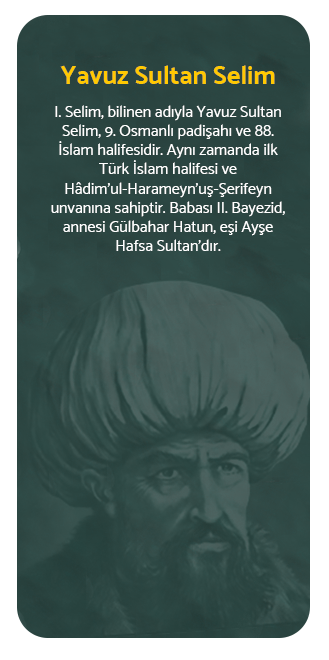 Yavuz Sultan Selim
I. Selim, bilinen adıyla Yavuz Sultan
Selim, 9. Osmanlı padişahı ve 88.
İslam halifesidir. Aynı zamanda ilk
Türk İslam halifesi ve
Hâdim'ul-Harameyn'uş-Şerifeyn
unvanına sahiptir. Babası II. Bayezid,
annesi Gülbahar Hatun, eşi Ayşe
Hafsa Sultan'dır.